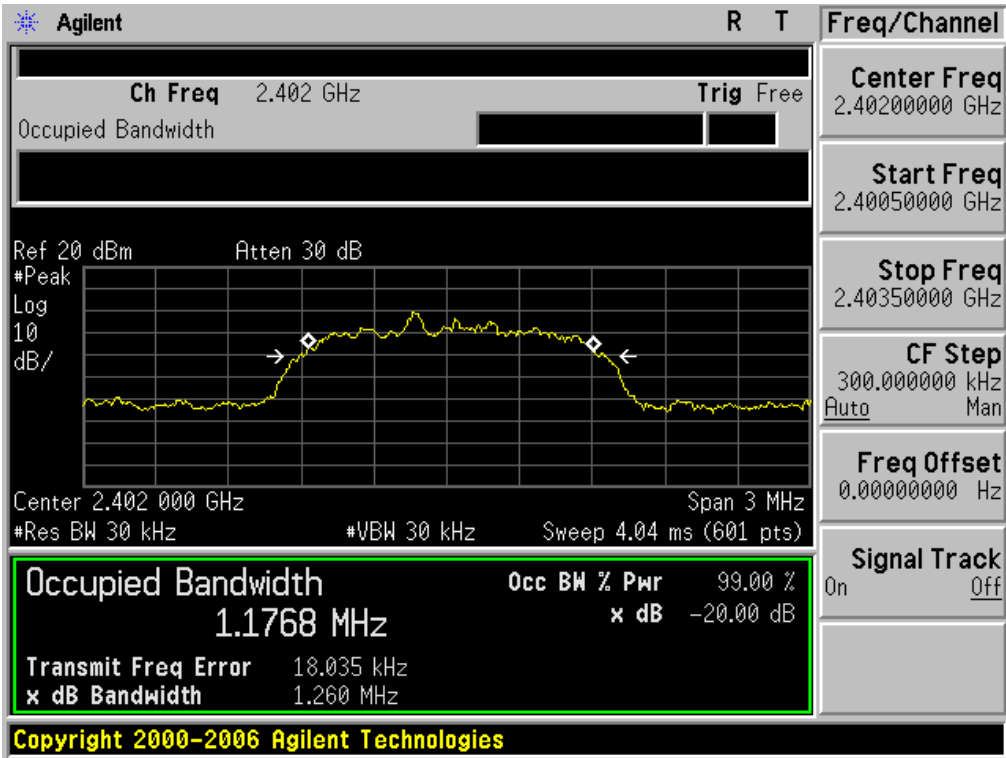 Agilent R T
Ch Freq 2.402 GHz Trig Free
Occupied Bandwidth
Ref 20 dBm Atten 30 dB
#Peak
Log
10
dB/
Center 2.402 000 GHz Span 3 MHz
#Res BW 30 kHz #VBW 30 kHz Sweep 4.04 ms (601 pts)
Occupied Bandwidth Occ BW % Pwr 99.00 %
1.1768 MHz x dB -20.00 dB
Transmit Freq Error 18.035 kHz
x dB Bandwidth 1.260 MHz
Copyright 2000-2006 Agilent Technologies
Freq/Channel
Center Freq
2.40200000 GHz
Start Freq
2.40050000 GHz
Stop Freq
2.40350000 GHz
CF Step
300.000000 kHz
Auto Man
Freq Offset
0.00000000 Hz
Signal Track
On Off